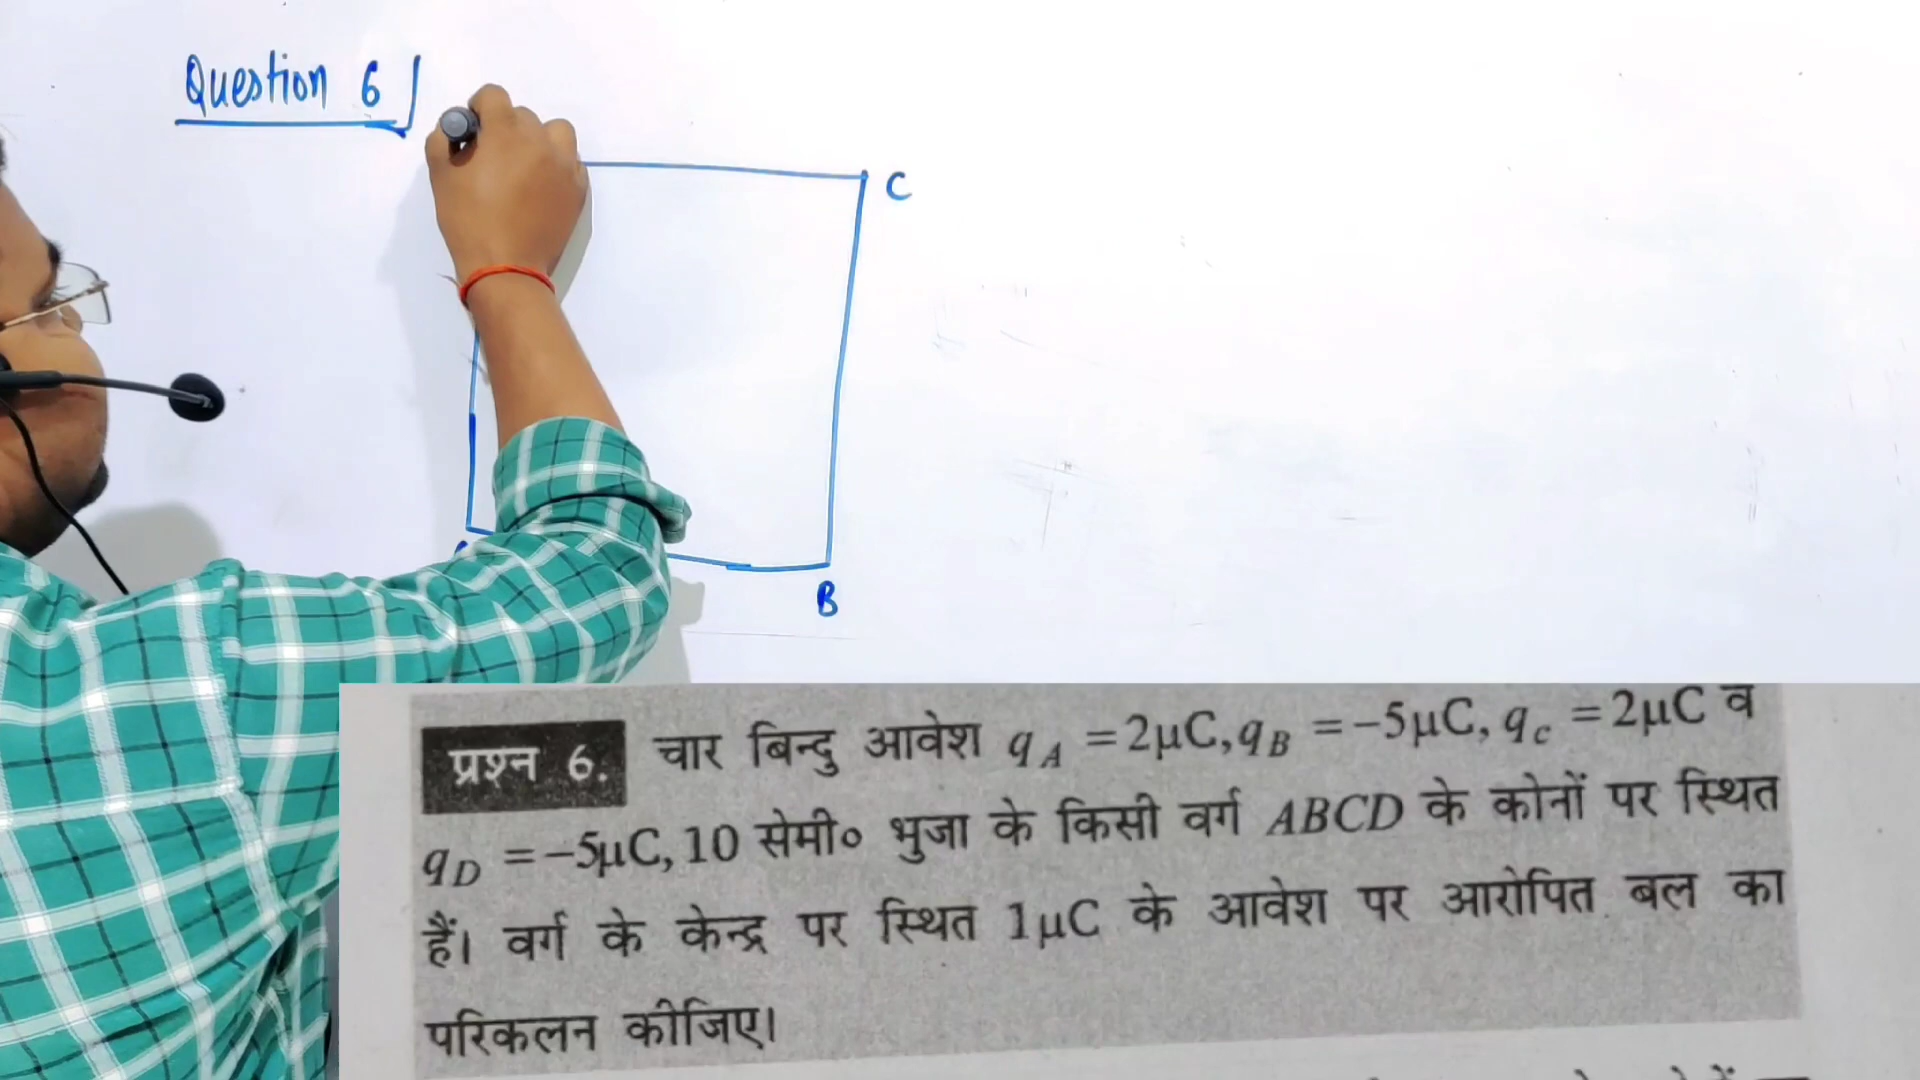 Question 6
C
B
प्रश्न 6. चार बिन्दु आवेश q_A = 2μC, q_B = -5μC, q_c = 2μC व
q_D = -5μC, 10 सेमी० भुजा के किसी वर्ग ABCD के कोनों पर स्थित
हैं। वर्ग के केन्द्र पर स्थित 1μC के आवेश पर आरोपित बल का
परिकलन कीजिए।